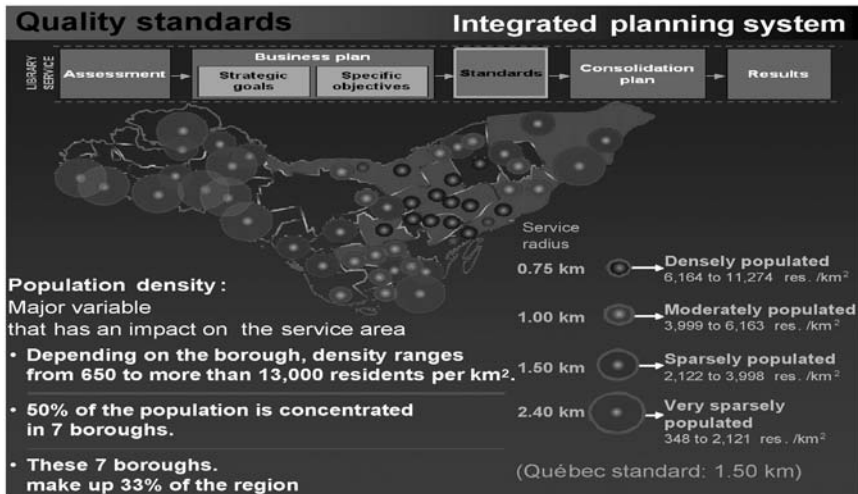 Quality standards
Integrated planning system
LIBRARY
SERVICE
Assessment
Business plan
Strategic
goals
Specific
objectives
Standards
Consolidation
plan
Results
Population density:
Major variable
that has an impact on the service area
• Depending on the borough, density ranges
from 650 to more than 13,000 residents per km².
• 50% of the population is concentrated
in 7 boroughs.
• These 7 boroughs.
make up 33% of the region
Service
radius
0.75 km
Densely populated
6,164 to 11,274 res. /km²
1.00 km
Moderately populated
3,999 to 6,163 res. /km²
1.50 km
Sparsely populated
2,122 to 3,998 res. /km²
2.40 km
Very sparsely
populated
348 to 2,121 res. /km²
(Québec standard: 1.50 km)